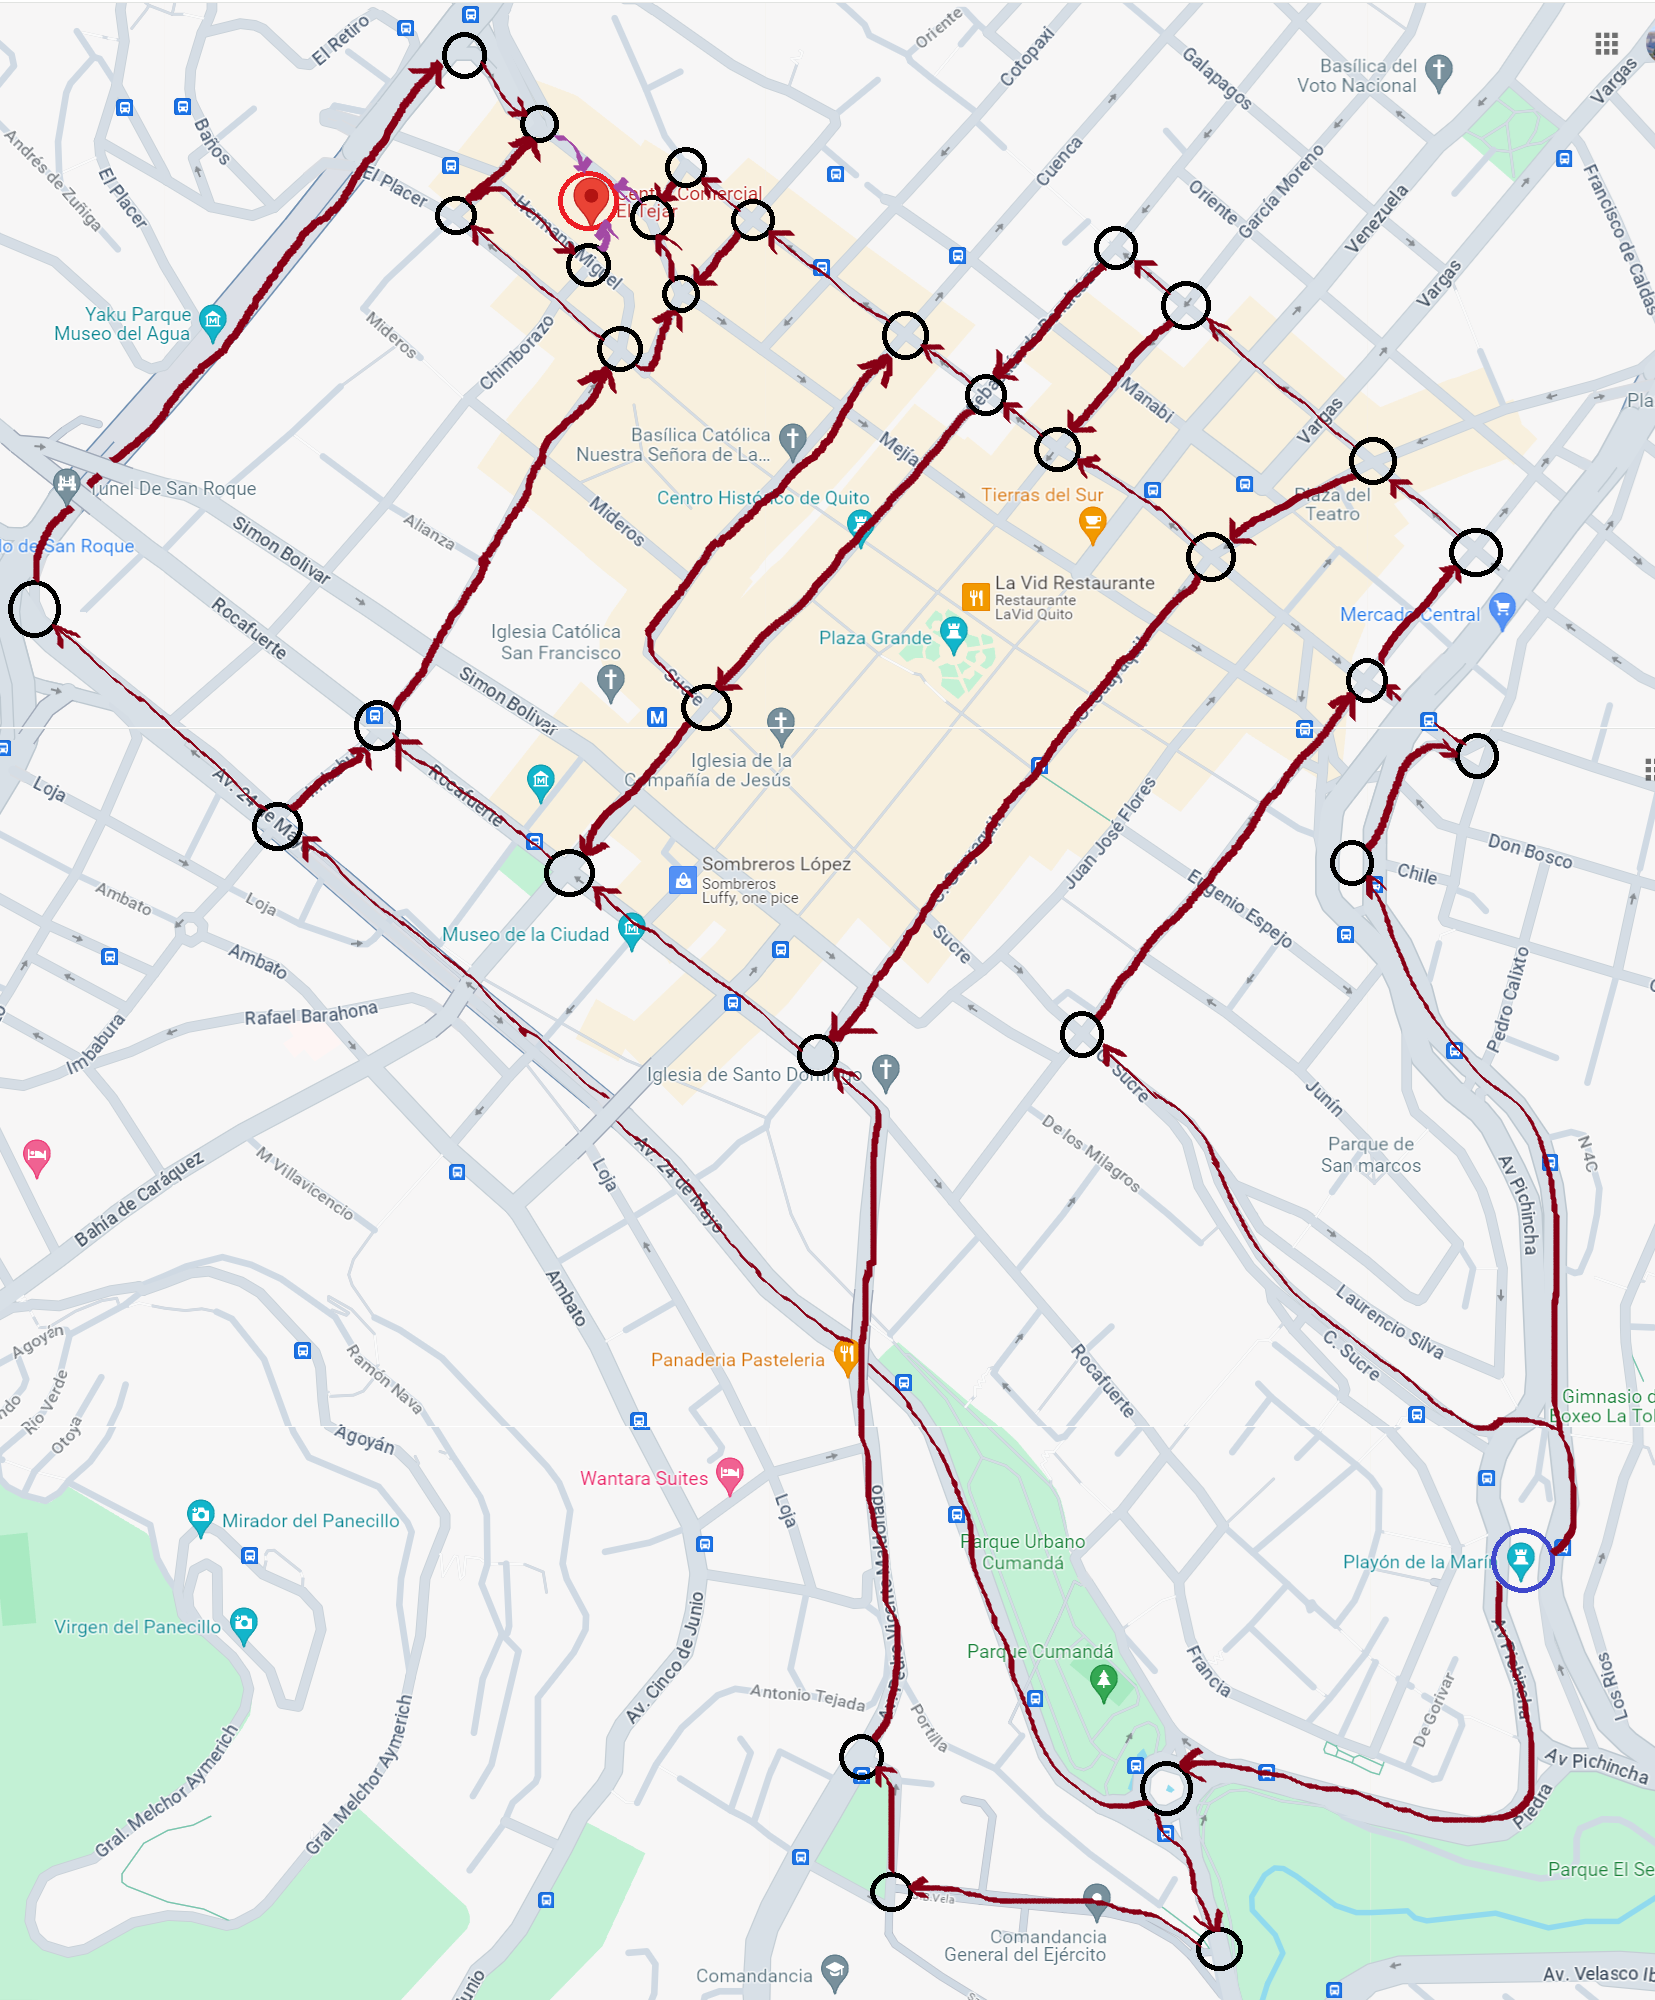 El Retiro
Oriente
Cotopaxi
Galapagos
Basílica del
Voto Nacional
Vargas
Baños
El Placer
Andrés de Zuñiga
El Placer
Cuenca
Oriente
García Moreno
Venezuela
Francisco de Caldas
Centro Comercial
El Tejar
Hermano Miguel
Vargas
Yaku Parque
Museo del Agua
Mideros
Chimborazo
Manabi
Vargas
Basílica Católica
Nuestra Señora de La...
Mejía
Tunel De San Roque
Centro Histórico de Quito
Tierras del Sur
Plaza del
Teatro
Alianza
Mideros
Simon Bolivar
lo de San Roque
La Vid Restaurante
Restaurante
LaVid Quito
Mercado Central
Rocafuerte
Iglesia Católica
San Francisco
Plaza Grande
Simon Bolivar
Sucre
M
Iglesia de la
Compañía de Jesús
Loja
Av. 24 de Ma
Rocafuerte
Juan José Flores
Don Bosco
Chile
Sombreros López
Sombreros
Luffy, one pice
Eugenio Espejo
Ambato
Loja
Museo de la Ciudad
Sucre
Ambato
Pedro Calixto
Rafael Barahona
Imbabura
Iglesia de Santo Domingo
C. Sucre
Junín
De los Milagros
Parque de
San marcos
N 4C
Av. 24 de Mayo
Loja
M Villavicencio
Bahía de Caráquez
Av Pichincha
Ambato
Laurencio Silva
C. Sucre
Agoyán
Río Verde
Otoya
Ramón Nava
Agoyán
Panaderia Pasteleria
Rocafuerte
Gimnasio d
Boxeo La Tol
Wantara Suites
Loja
Mirador del Panecillo
Parque Urbano
Cumandá
Playón de la Marín
Av. Pedro Vicente Maldonado
Virgen del Panecillo
Av. Cinco de Junio
Parque Cumandá
Francia
Av Pichincha
Los Rios
Antonio Tejada
Portilla
De Gorivar
Gral. Melchor Aymerich
Gral. Melchor Aymerich
Av Pichincha
Piedra
Parque El Se
Vela
Comandancia
General del Ejército
Comandancia
Junio
Av. Velasco Ib